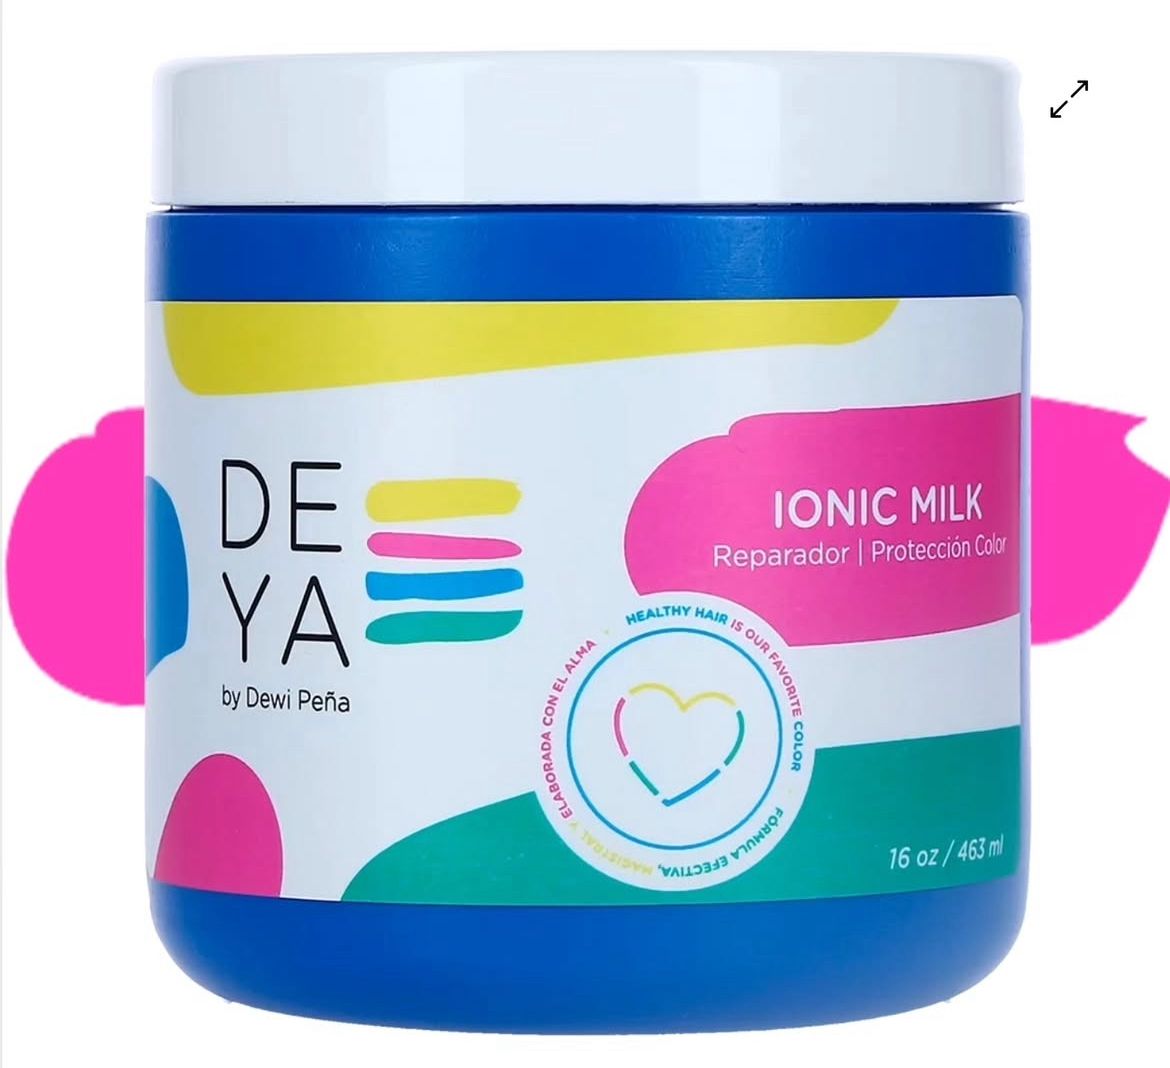 DE
YA
by Dewi Peña
IONIC MILK
Reparador | Protección Color
HEALTHY HAIR IS OUR FAVORITE COLOR
FÓRMULA EFECTIVA, MAGISTRAL Y ELABORADA CON EL ALMA
16 oz / 463 ml